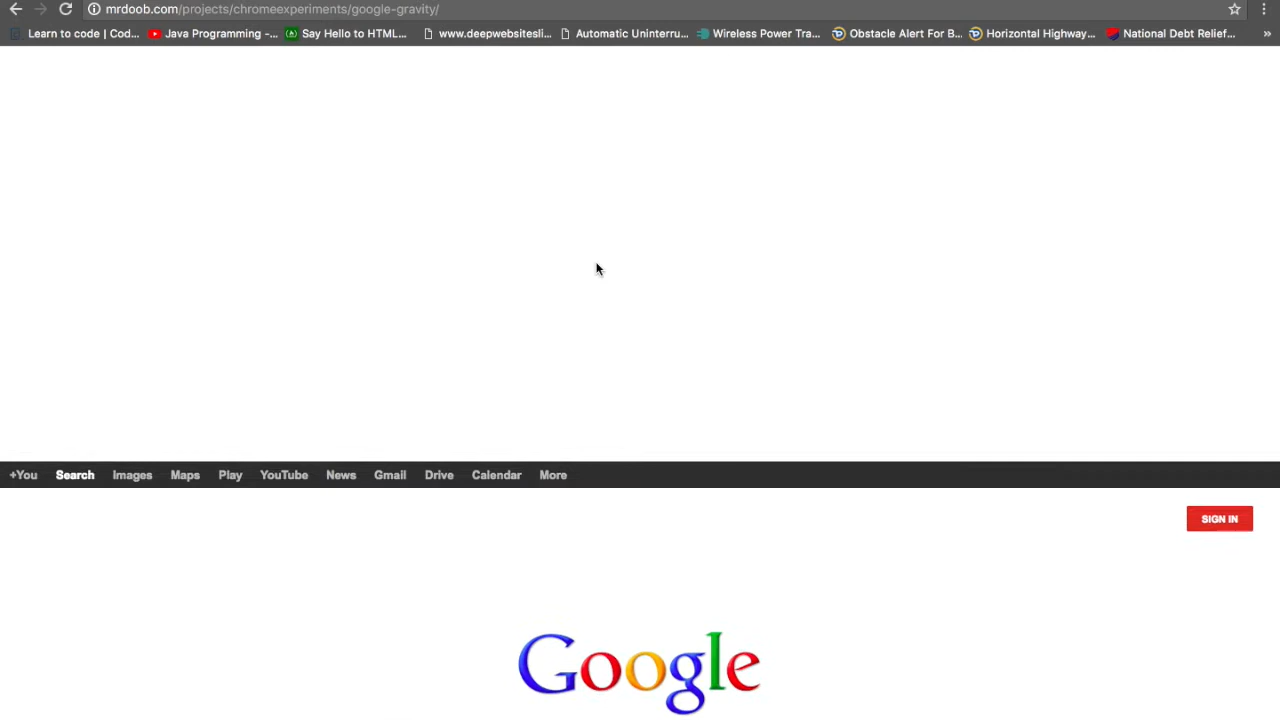 mrdoob.com/projects/chromeexperiments/google-gravity/
Learn to code | Cod... Java Programming -... Say Hello to HTML... www.deepwebsitesli... Automatic Uninterru... Wireless Power Tra... Obstacle Alert For B... Horizontal Highway... National Debt Relief... »
+You Search Images Maps Play YouTube News Gmail Drive Calendar More
SIGN IN
Google